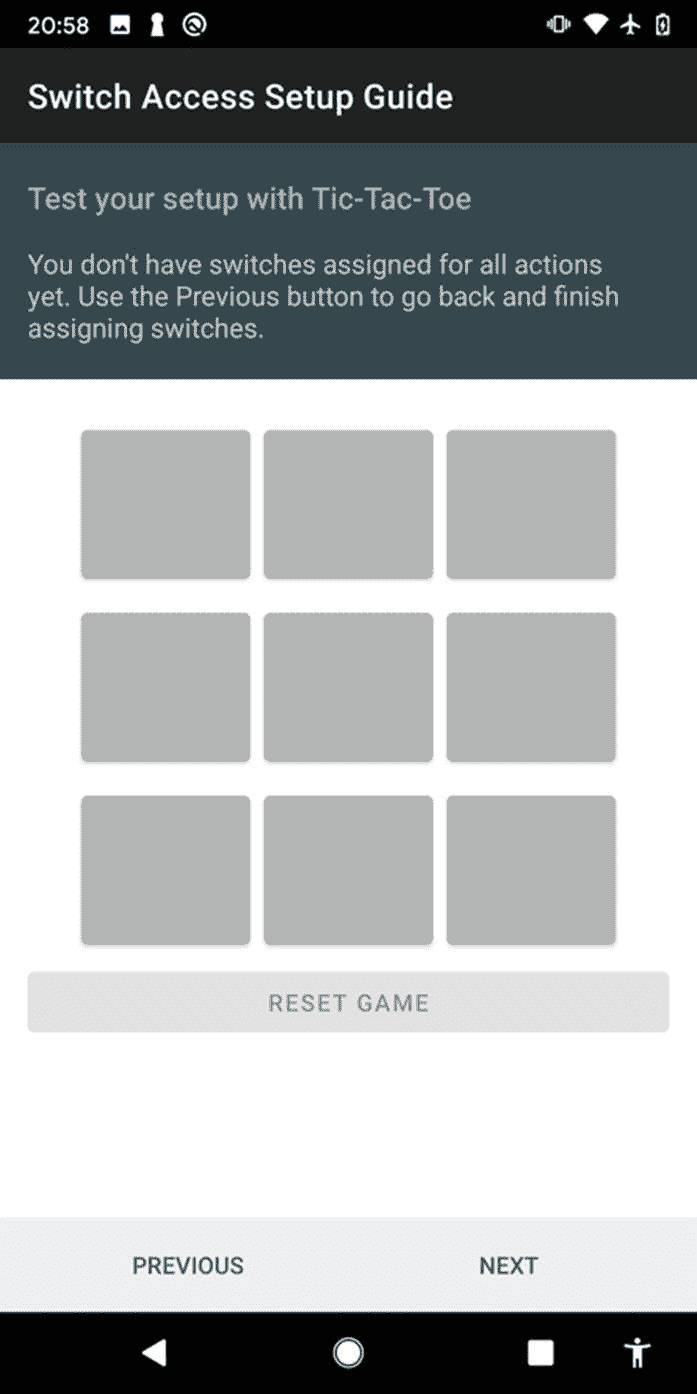 20:58
Switch Access Setup Guide
Test your setup with Tic-Tac-Toe
You don't have switches assigned for all actions
yet. Use the Previous button to go back and finish
assigning switches.
RESET GAME
PREVIOUS
NEXT